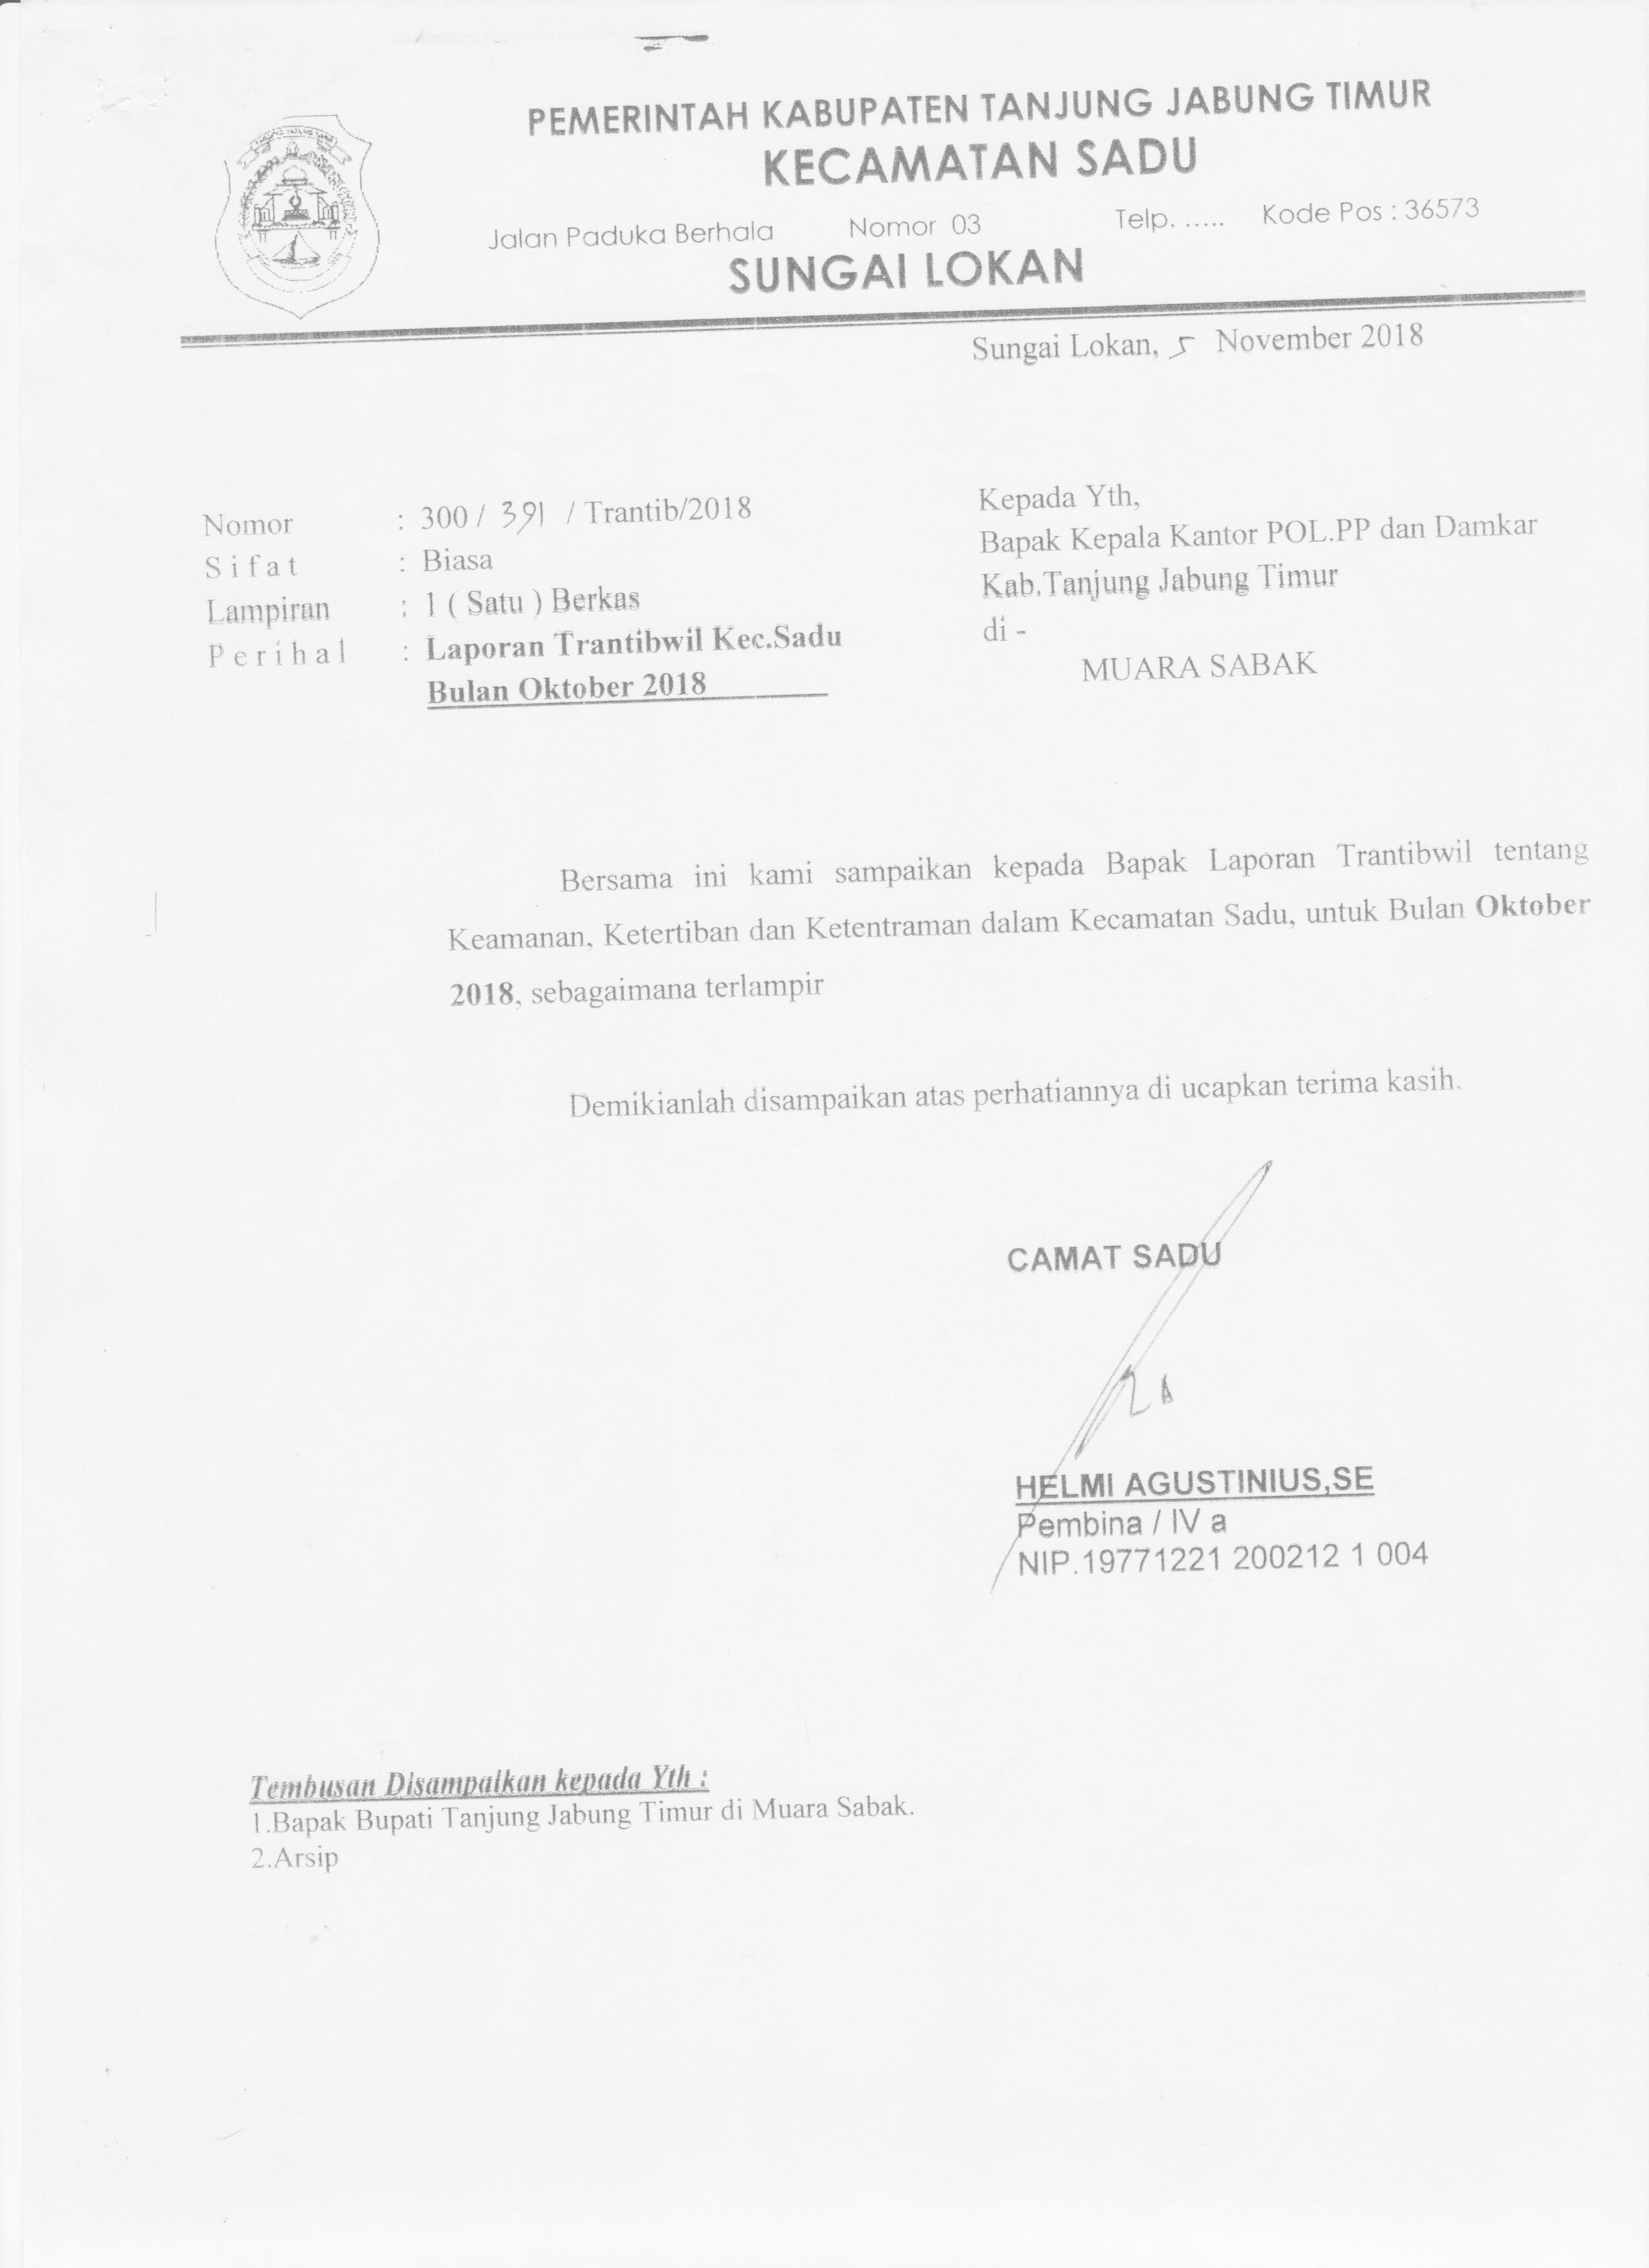 PEMERINTAH KABUPATEN TANJUNG JABUNG TIMUR
KECAMATAN SADU
Jalan Paduka Berhala Nomor 03 Telp. ..... Kode Pos : 36573
SUNGAI LOKAN
Sungai Lokan, 5 November 2018
Nomor : 300 / 391 / Trantib/2018
S i f a t : Biasa
Lampiran : 1 ( Satu ) Berkas
P e r i h a l : Laporan Trantibwil Kec.Sadu
Bulan Oktober 2018
Kepada Yth,
Bapak Kepala Kantor POL.PP dan Damkar
Kab.Tanjung Jabung Timur
di -
MUARA SABAK
Bersama ini kami sampaikan kepada Bapak Laporan Trantibwil tentang
Keamanan, Ketertiban dan Ketentraman dalam Kecamatan Sadu, untuk Bulan Oktober
2018, sebagaimana terlampir
Demikianlah disampaikan atas perhatiannya di ucapkan terima kasih.
CAMAT SADU
HELMI AGUSTINIUS,SE
Pembina / IV a
NIP.19771221 200212 1 004
Tembusan Disampaikan kepada Yth :
1.Bapak Bupati Tanjung Jabung Timur di Muara Sabak.
2.Arsip